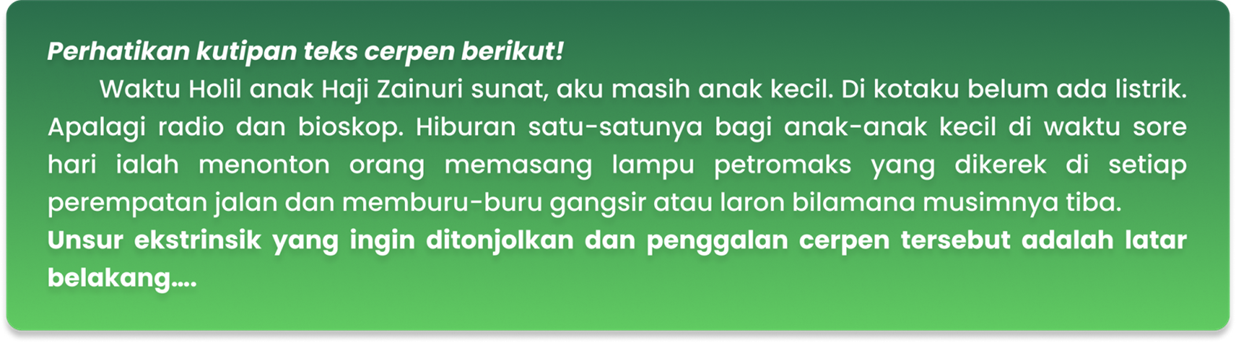 Perhatikan kutipan teks cerpen berikut!
Waktu Holil anak Haji Zainuri sunat, aku masih anak kecil. Di kotaku belum ada listrik.
Apalagi radio dan bioskop. Hiburan satu-satunya bagi anak-anak kecil di waktu sore
hari ialah menonton orang memasang lampu petromaks yang dikerek di setiap
perempatan jalan dan memburu-buru gangsir atau laron bilamana musimnya tiba.
Unsur ekstrinsik yang ingin ditonjolkan dan penggalan cerpen tersebut adalah latar
belakang....